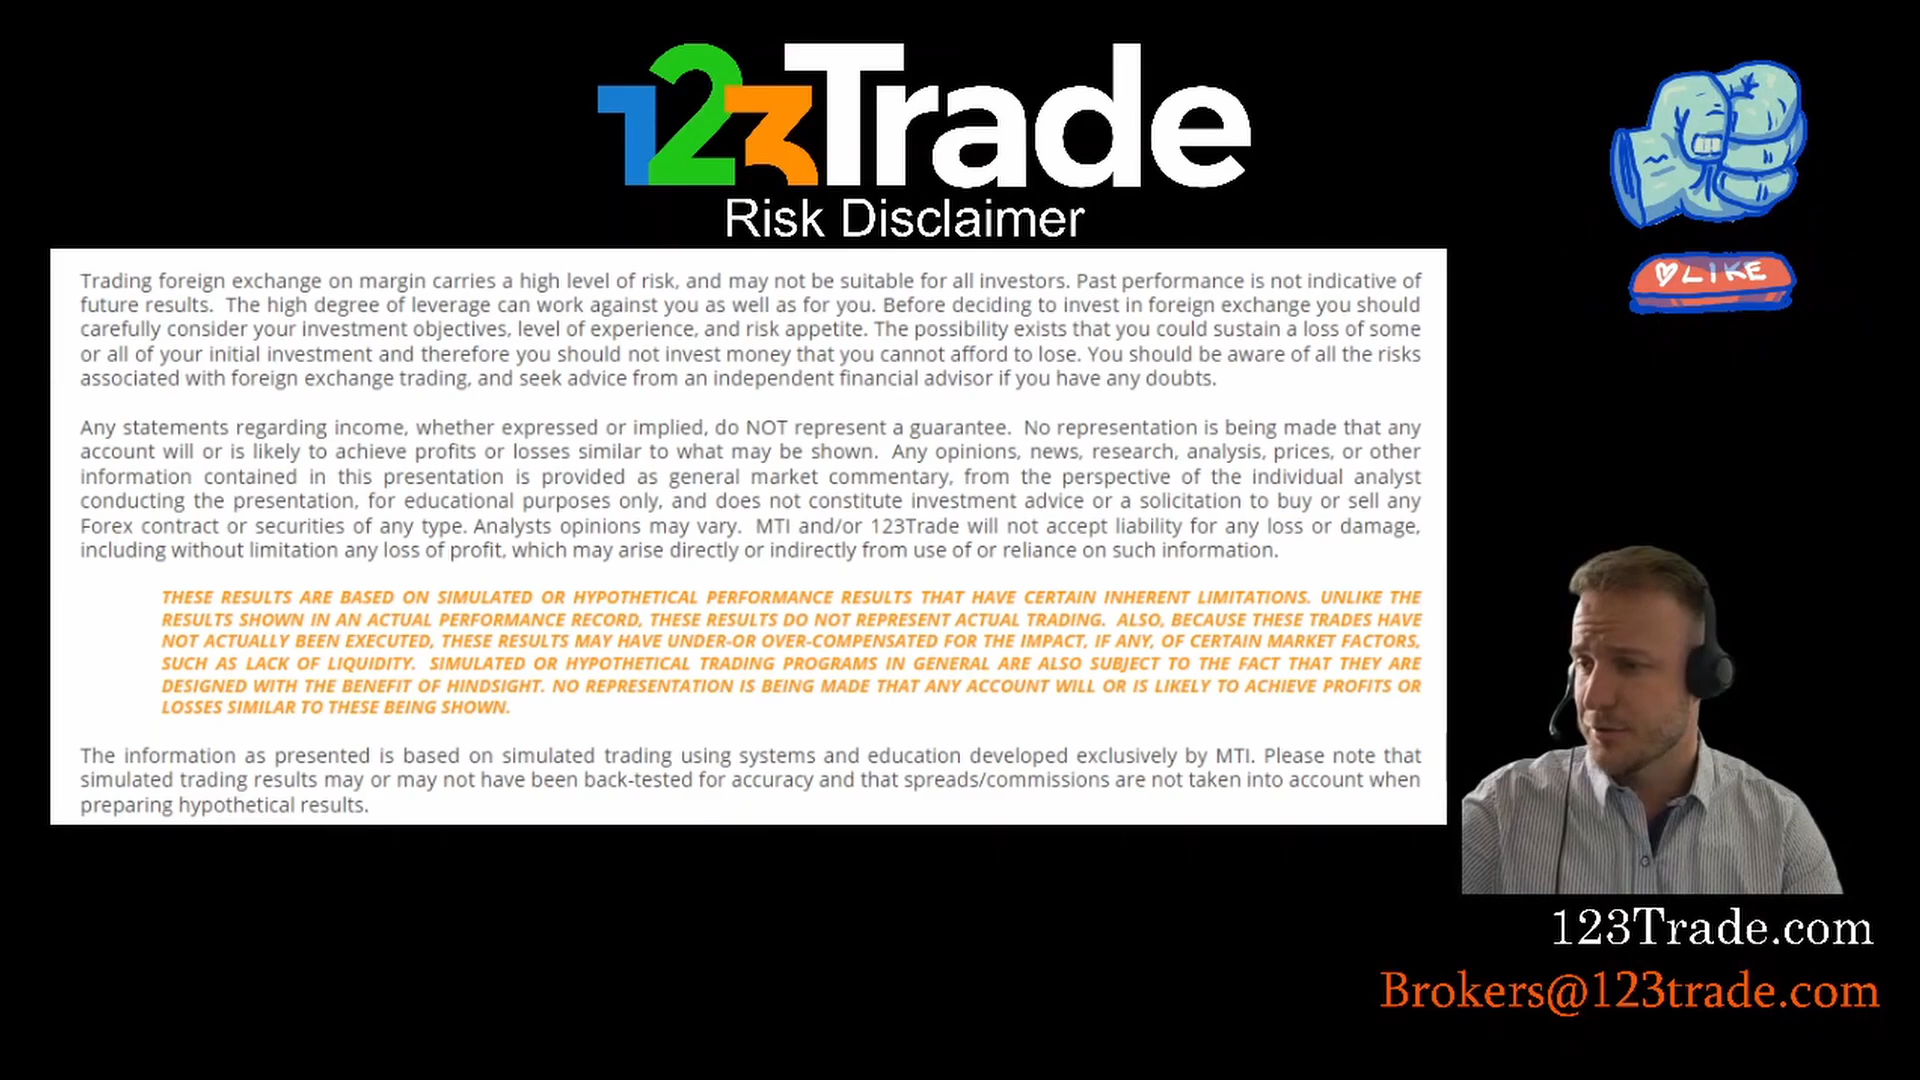 123Trade
Risk Disclaimer
LIKE
Trading foreign exchange on margin carries a high level of risk, and may not be suitable for all investors. Past performance is not indicative of
future results.  The high degree of leverage can work against you as well as for you. Before deciding to invest in foreign exchange you should
carefully consider your investment objectives, level of experience, and risk appetite. The possibility exists that you could sustain a loss of some
or all of your initial investment and therefore you should not invest money that you cannot afford to lose. You should be aware of all the risks
associated with foreign exchange trading, and seek advice from an independent financial advisor if you have any doubts.
Any statements regarding income, whether expressed or implied, do NOT represent a guarantee.  No representation is being made that any
account will or is likely to achieve profits or losses similar to what may be shown.  Any opinions, news, research, analysis, prices, or other
information contained in this presentation is provided as general market commentary, from the perspective of the individual analyst
conducting the presentation, for educational purposes only, and does not constitute investment advice or a solicitation to buy or sell any
Forex contract or securities of any type. Analysts opinions may vary.  MTI and/or 123Trade will not accept liability for any loss or damage,
including without limitation any loss of profit, which may arise directly or indirectly from use of or reliance on such information.
THESE RESULTS ARE BASED ON SIMULATED OR HYPOTHETICAL PERFORMANCE RESULTS THAT HAVE CERTAIN INHERENT LIMITATIONS. UNLIKE THE
RESULTS SHOWN IN AN ACTUAL PERFORMANCE RECORD, THESE RESULTS DO NOT REPRESENT ACTUAL TRADING.  ALSO, BECAUSE THESE TRADES HAVE
NOT ACTUALLY BEEN EXECUTED, THESE RESULTS MAY HAVE UNDER-OR OVER-COMPENSATED FOR THE IMPACT, IF ANY, OF CERTAIN MARKET FACTORS,
SUCH AS LACK OF LIQUIDITY.  SIMULATED OR HYPOTHETICAL TRADING PROGRAMS IN GENERAL ARE ALSO SUBJECT TO THE FACT THAT THEY ARE
DESIGNED WITH THE BENEFIT OF HINDSIGHT. NO REPRESENTATION IS BEING MADE THAT ANY ACCOUNT WILL OR IS LIKELY TO ACHIEVE PROFITS OR
LOSSES SIMILAR TO THESE BEING SHOWN.
The information as presented is based on simulated trading using systems and education developed exclusively by MTI. Please note that
simulated trading results may or may not have been back-tested for accuracy and that spreads/commissions are not taken into account when
preparing hypothetical results.
123Trade.com
Brokers@123trade.com